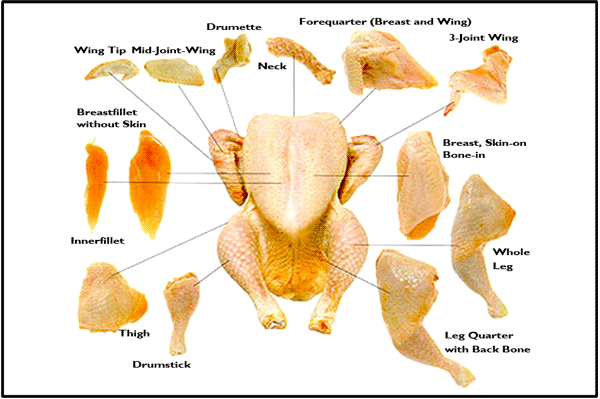 Drumette
Forequarter (Breast and Wing)
3-Joint Wing
Wing Tip Mid-Joint-Wing
Neck
Breastfillet
without Skin
Breast, Skin-on
Bone-in
Innerfillet
Whole
Leg
Thigh
Leg Quarter
with Back Bone
Drumstick